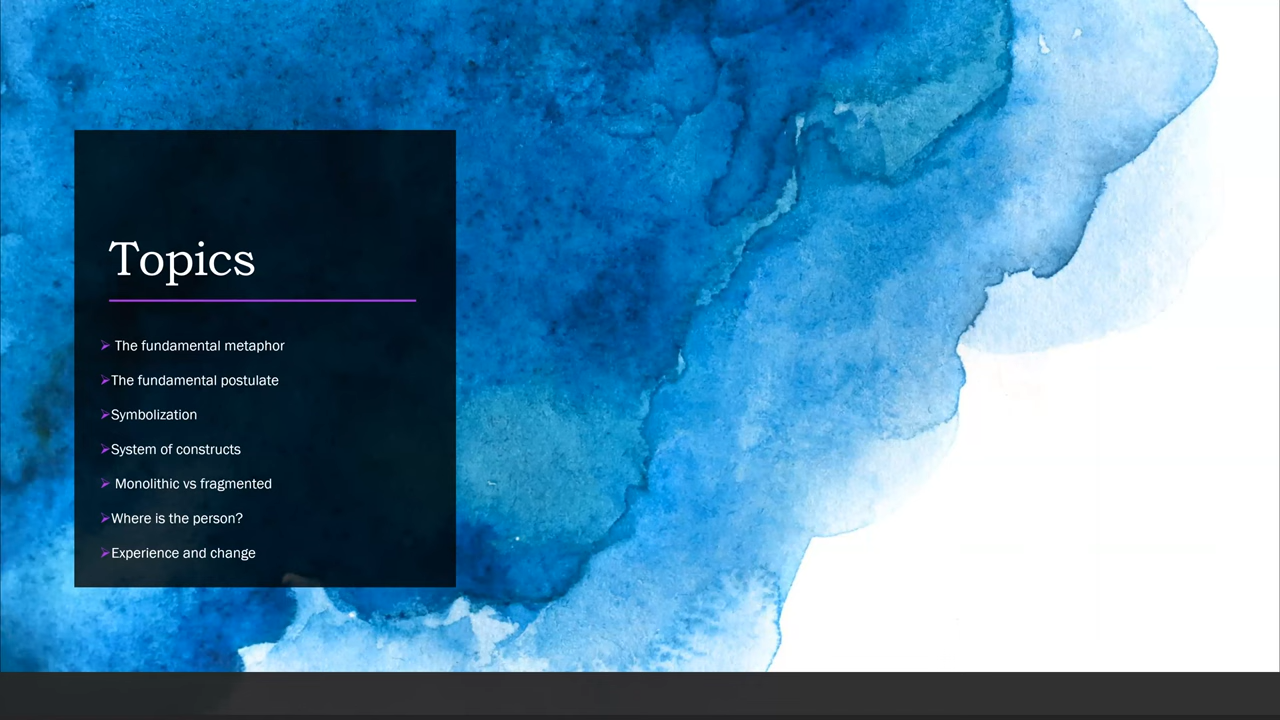 Topics
➢ The fundamental metaphor
➢The fundamental postulate
➢Symbolization
➢System of constructs
➢ Monolithic vs fragmented
➢Where is the person?
➢Experience and change